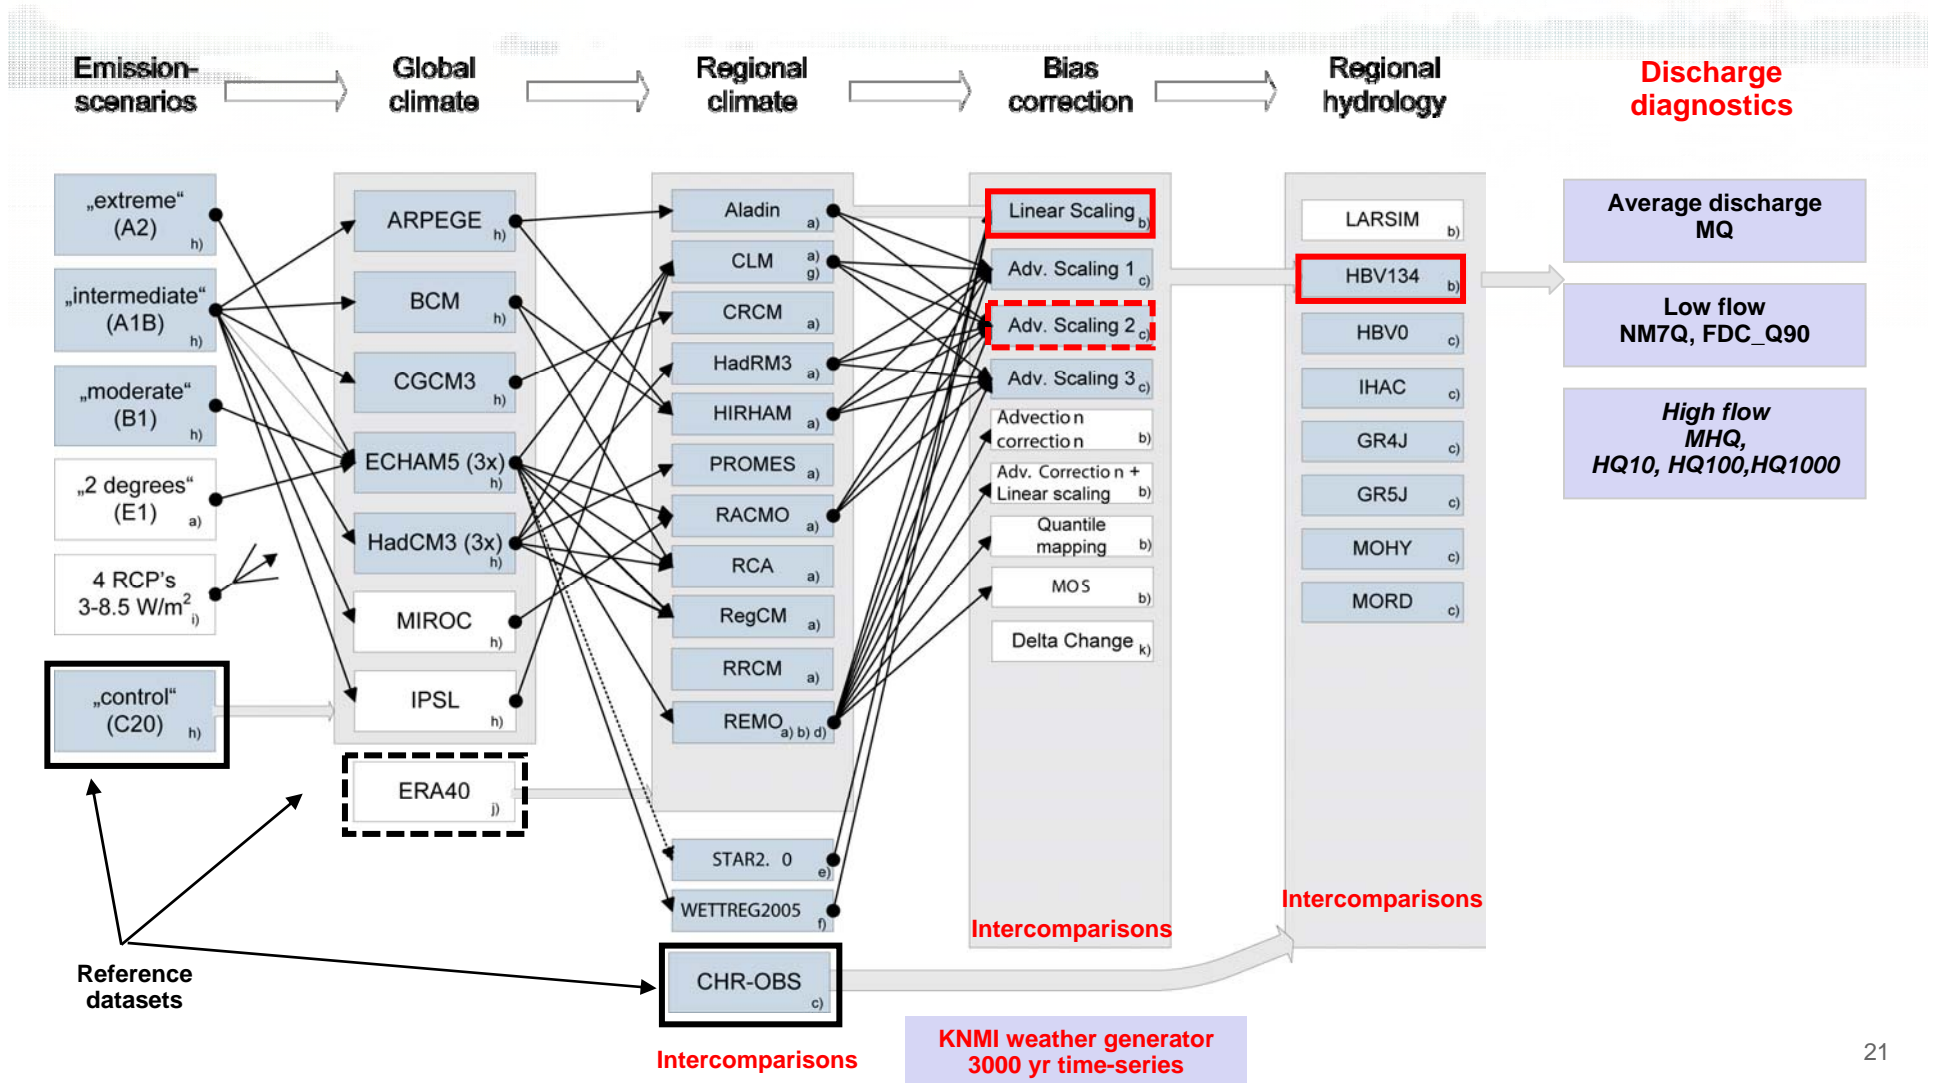 Emission-
scenarios
Global
climate
Regional
climate
Bias
correction
Regional
hydrology
Discharge
diagnostics
„extreme“
(A2)
h)
„intermediate“
(A1B)
h)
„moderate“
(B1)
h)
„2 degrees“
(E1)
a)
4 RCP's
3-8.5 W/m2
i)
„control“
(C20)
h)
Reference
datasets
ARPEGE
h)
BCM
h)
CGCM3
h)
ECHAM5 (3x)
h)
HadCM3 (3x)
h)
MIROC
h)
IPSL
h)
ERA40
j)
Aladin
a)
CLM
a)
g)
CRCM
a)
HadRM3
a)
HIRHAM
a)
PROMES
a)
RACMO
a)
RCA
a)
RegCM
a)
RRCM
a)
REMO
a) b) d)
STAR2. 0
e)
WETTREG2005
f)
CHR-OBS
c)
Intercomparisons
Linear Scaling
b)
Adv. Scaling 1
c)
Adv. Scaling 2
c)
Adv. Scaling 3
c)
Advectio n
correctio n
b)
Adv. Correctio n +
Linear scaling
b)
Quantile
mapping
b)
MOS
b)
Delta Change
k)
Intercomparisons
KNMI weather generator
3000 yr time-series
LARSIM
b)
HBV134
b)
HBV0
c)
IHAC
c)
GR4J
c)
GR5J
c)
MOHY
c)
MORD
c)
Intercomparisons
Average discharge
MQ
Low flow
NM7Q, FDC_Q90
High flow
MHQ,
HQ10, HQ100,HQ1000
21